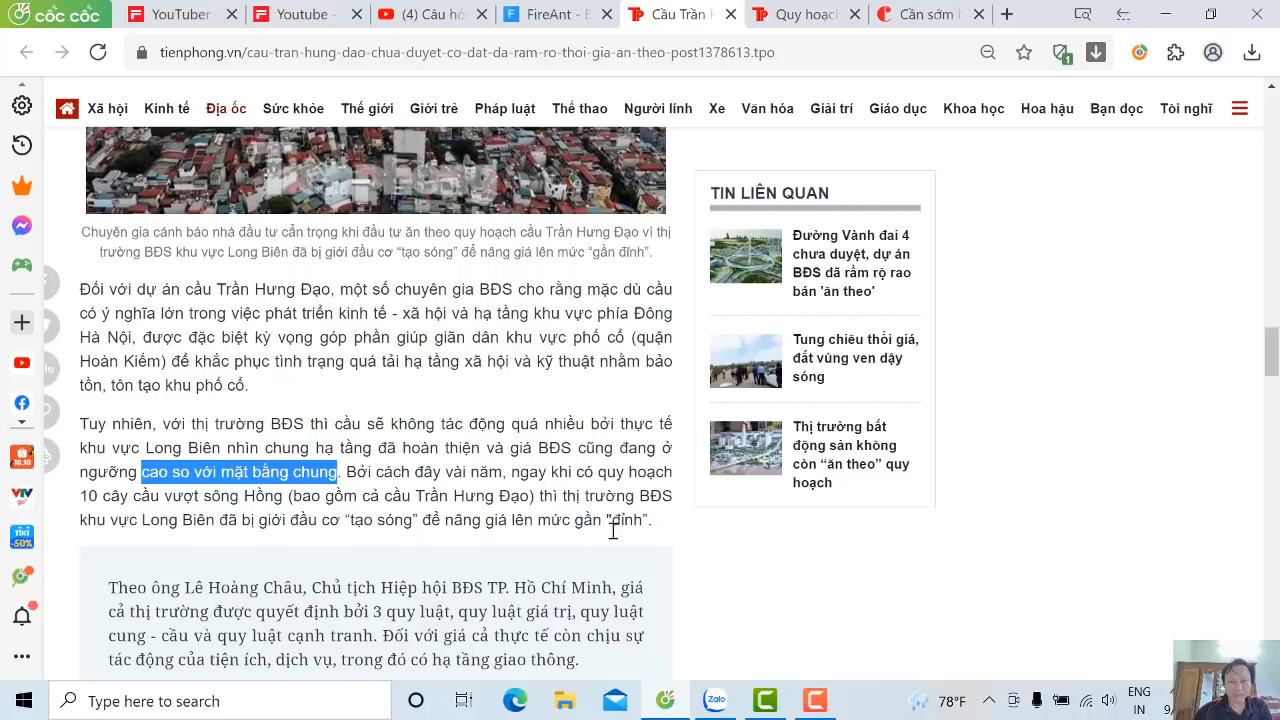 cốc cốc
Youtube -
Youtube -
(4) Câu hỏ
FireAnt - B
Cầu Trần
Quy hoạch
Cần sớm
tienphong.vn/cau-tran-hung-dao-chua-duyet-co-dat-da-ram-ro-thoi-gia-an-theo-post1378613.tpo
Xã hội Kinh tế Địa ốc Sức khỏe Thế giới Giới trẻ Pháp luật Thể thao Người lính Xe Văn hóa Giải trí Giáo dục Khoa học Hoa hậu Bạn đọc Tôi nghĩ
Chuyên gia cảnh báo nhà đầu tư cẩn trọng khi đầu tư ăn theo quy hoạch cầu Trần Hưng Đạo vì thị
trường BĐS khu vực Long Biên đã bị giới đầu cơ “tạo sóng” để nâng giá lên mức “gần đỉnh”.
Đối với dự án cầu Trần Hưng Đạo, một số chuyên gia BĐS cho rằng mặc dù cầu
có ý nghĩa lớn trong việc phát triển kinh tế - xã hội và hạ tầng khu vực phía Đông
Hà Nội, được đặc biệt kỳ vọng góp phần giúp giãn dân khu vực phố cổ (quận
Hoàn Kiếm) để khắc phục tình trạng quá tải hạ tầng xã hội và kỹ thuật nhằm bảo
tồn, tôn tạo khu phố cổ.
Tuy nhiên, với thị trường BĐS thì cầu sẽ không tác động quá nhiều bởi thực tế
khu vực Long Biên nhìn chung hạ tầng đã hoàn thiện và giá BĐS cũng đang ở
ngưỡng cao so với mặt bằng chung. Bởi cách đây vài năm, ngay khi có quy hoạch
10 cây cầu vượt sông Hồng (bao gồm cả cầu Trần Hưng Đạo) thì thị trường BĐS
khu vực Long Biên đã bị giới đầu cơ “tạo sóng” để nâng giá lên mức gần "đỉnh”.
Theo ông Lê Hoàng Châu, Chủ tịch Hiệp hội BĐS TP. Hồ Chí Minh, giá
cả thị trường được quyết định bởi 3 quy luật, quy luật giá trị, quy luật
cung - cầu và quy luật cạnh tranh. Đối với giá cả thực tế còn chịu sự
tác động của tiện ích, dịch vụ, trong đó có hạ tầng giao thông.
TIN LIÊN QUAN
Đường Vành đai 4
chưa duyệt, dự án
BĐS đã rầm rộ rao
bán 'ăn theo'
Tung chiêu thổi giá,
đất vùng ven dậy
sóng
Thị trường bất
động sản không
còn “ăn theo” quy
hoạch
10.10
VTV
go
TIKI
-50%
Type here to search
Zalo
78°F
ENG
IN